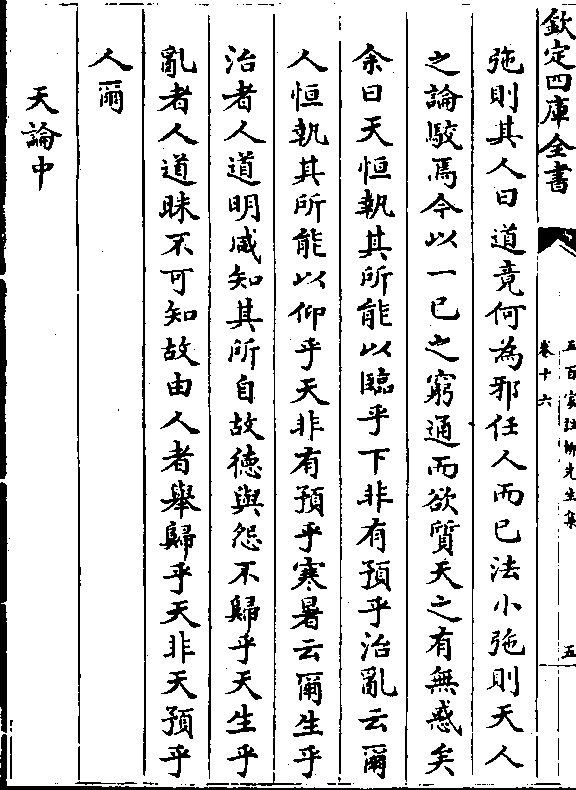 欽定四庫全書
五百家註柳先生集
卷十六
五
弛則其人曰道竟何為邪任人而已法小弛則天人
之論駮焉今以一己之窮通而欲質天之有無惑矣
余曰天恒執其所能以臨乎下非有預乎治亂云爾
人恒執其所能以仰乎天非有預乎寒暑云爾生乎
治者人道明咸知其所自故德與怨不歸乎天生乎
亂者人道昧不可知故由人者舉歸乎天非天預乎
人爾
天論中